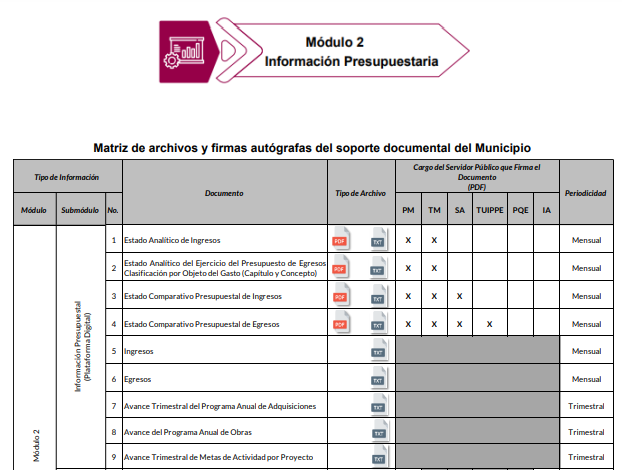 Módulo 2
Información Presupuestaria
Matriz de archivos y firmas autógrafas del soporte documental del Municipio
Tipo de Información
Documento
Tipo de Archivo
Cargo del Servidor Público que Firma el
Documento
(PDF)
Periodicidad
Módulo Submódulo No. PM TM SA TUIPPE PQE IA
Módulo 2
Información Presupuestal
(Plataforma Digital)
1 Estado Analítico de Ingresos PDF TXT X X Mensual
2 Estado Analítico del Ejercicio del Presupuesto de Egresos
Clasificación por Objeto del Gasto (Capítulo y Concepto) PDF TXT X X Mensual
3 Estado Comparativo Presupuestal de Ingresos PDF TXT X X X Mensual
4 Estado Comparativo Presupuestal de Egresos PDF TXT X X X X Mensual
5 Ingresos TXT Mensual
6 Egresos TXT Mensual
7 Avance Trimestral del Programa Anual de Adquisiciones TXT Trimestral
8 Avance del Programa Anual de Obras TXT Trimestral
9 Avance Trimestral de Metas de Actividad por Proyecto TXT Trimestral